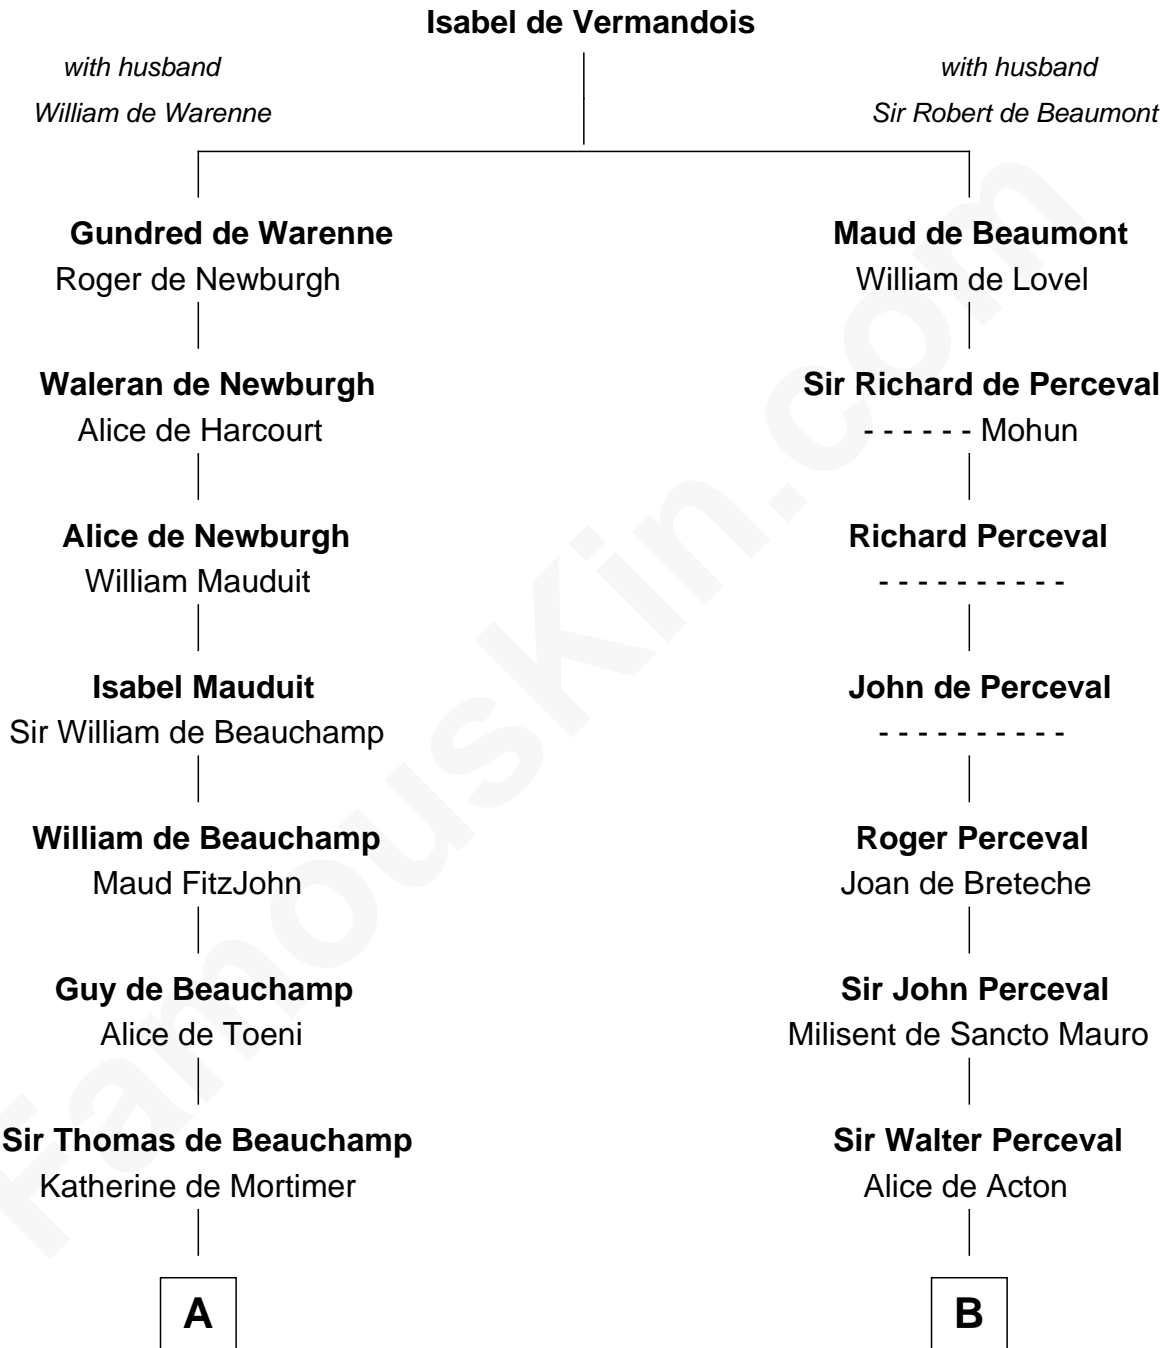 Isabel de Vermandois
with husband
William de Warenne
with husband
Sir Robert de Beaumont
Gundred de Warenne
Roger de Newburgh
Maud de Beaumont
William de Lovel
Waleran de Newburgh
Alice de Harcourt
Sir Richard de Perceval
- - - - - - Mohun
Alice de Newburgh
William Mauduit
Richard Perceval
- - - - - - - - - -
Isabel Mauduit
Sir William de Beauchamp
John de Perceval
- - - - - - - - - -
William de Beauchamp
Maud FitzJohn
Roger Perceval
Joan de Breteche
Guy de Beauchamp
Alice de Toeni
Sir John Perceval
Milisent de Sancto Mauro
Sir Thomas de Beauchamp
Katherine de Mortimer
Sir Walter Perceval
Alice de Acton
A
B
FamousKin.com